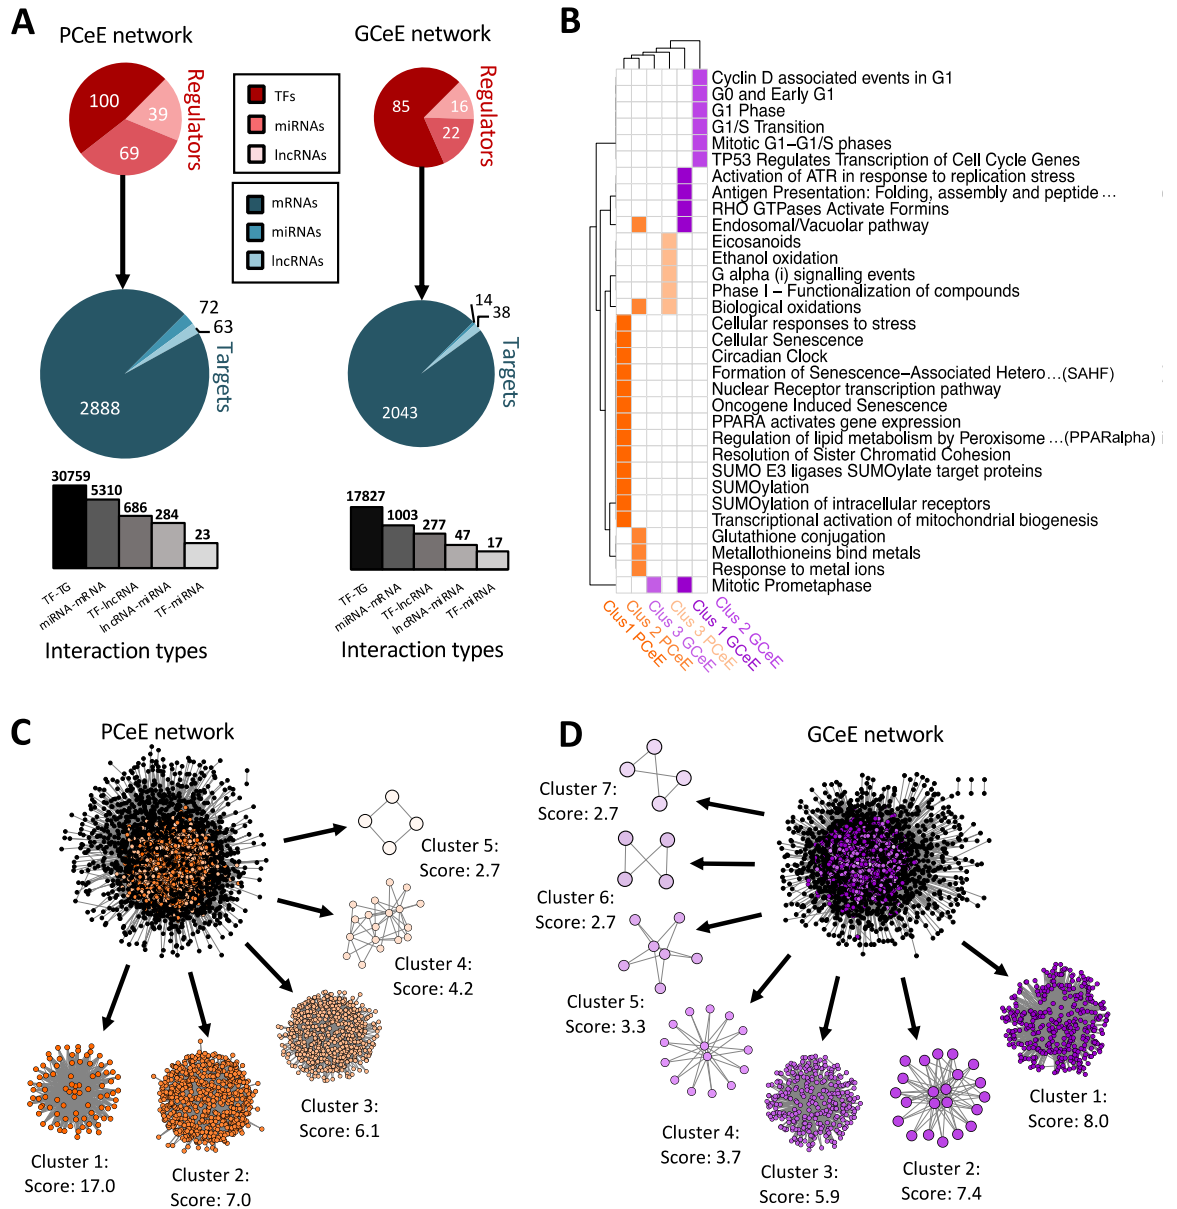 A
PCeE network
GCeE network
100
39
69
Regulators
85
16
22
Regulators
TFs
miRNAs
lncRNAs
mRNAs
miRNAs
lncRNAs
72
63
2888
Targets
14
38
2043
Targets
30759
5310
686
284
23
TF-TG
miRNA-mRNA
TF-lncRNA
lncRNA-miRNA
TF-miRNA
Interaction types
17827
1003
277
47
17
TF-TG
miRNA-mRNA
TF-lncRNA
lncRNA-miRNA
TF-miRNA
Interaction types
B
Cyclin D associated events in G1
G0 and Early G1
G1 Phase
G1/S Transition
Mitotic G1−G1/S phases
TP53 Regulates Transcription of Cell Cycle Genes
Activation of ATR in response to replication stress
Antigen Presentation: Folding, assembly and peptide ...
RHO GTPases Activate Formins
Endosomal/Vacuolar pathway
Eicosanoids
Ethanol oxidation
G alpha (i) signalling events
Phase I − Functionalization of compounds
Biological oxidations
Cellular responses to stress
Cellular Senescence
Circadian Clock
Formation of Senescence−Associated Hetero...(SAHF)
Nuclear Receptor transcription pathway
Oncogene Induced Senescence
PPARA activates gene expression
Regulation of lipid metabolism by Peroxisome ...(PPARalpha)
Resolution of Sister Chromatid Cohesion
SUMO E3 ligases SUMOylate target proteins
SUMOylation
SUMOylation of intracellular receptors
Transcriptional activation of mitochondrial biogenesis
Glutathione conjugation
Metallothioneins bind metals
Response to metal ions
Mitotic Prometaphase
Clus1 PCeE
Clus 2 PCeE
Clus 3 GCeE
Clus 3 PCeE
Clus 1 GCeE
Clus 2 GCeE
C
PCeE network
Cluster 5:
Score: 2.7
Cluster 4:
Score: 4.2
Cluster 3:
Score: 6.1
Cluster 1:
Score: 17.0
Cluster 2:
Score: 7.0
D
GCeE network
Cluster 7:
Score: 2.7
Cluster 6:
Score: 2.7
Cluster 5:
Score: 3.3
Cluster 4:
Score: 3.7
Cluster 3:
Score: 5.9
Cluster 2:
Score: 7.4
Cluster 1:
Score: 8.0